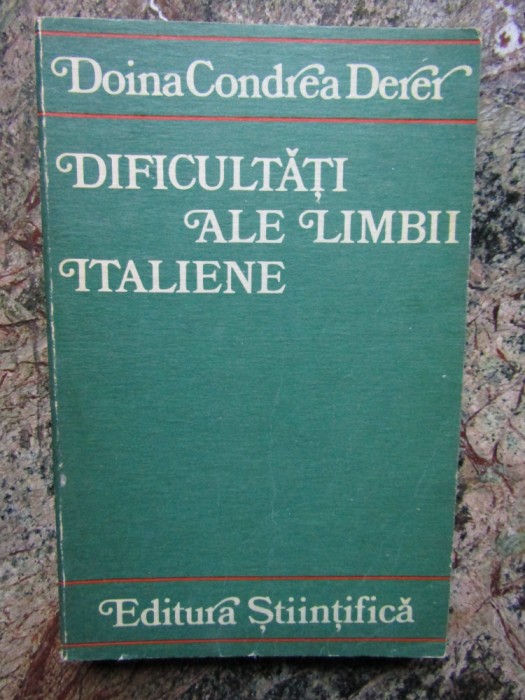 Doina Condrea Derer
DIFICULTĂȚI
ALE LIMBII
ITALIENE
Editura Științifică